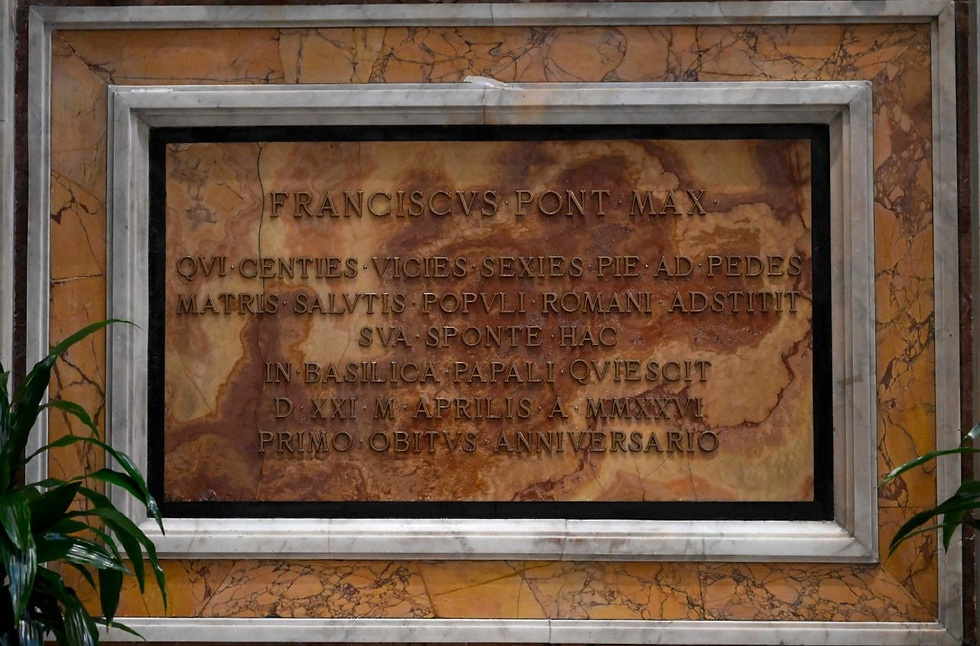 FRANCISCVS·PONT·MAX·
QVI·CENTIES·VICIES·SEXIES·PIE·AD·PEDES
MATRIS·SALVTIS·POPVLI·ROMANI·ADSTITIT
SVA·SPONTE·HAC
IN·BASILICA·PAPALI·QVIESCIT
D·XXI·M·APRILIS·A·MMXXVI
PRIMO·OBITVS·ANNIVERSARIO